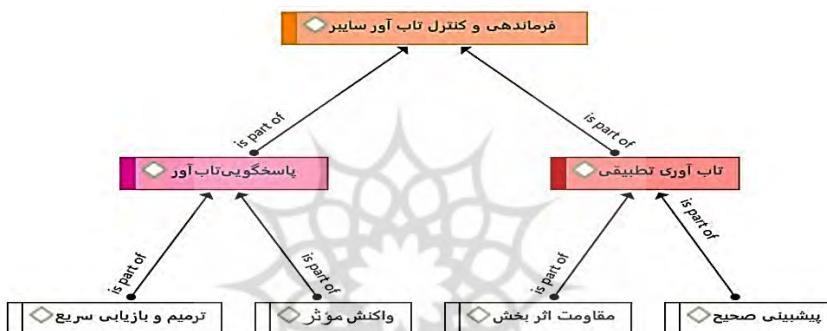 فرماندهی و کنترل تاب آور سایبر
is part of
is part of
تاب آوری تطبیقی
پاسخگویی تاب‌آور
is part of
is part of
is part of
is part of
پیشبینی صحیح
مقاومت اثر بخش
واکنش موثر
ترمیم و بازیابی سریع